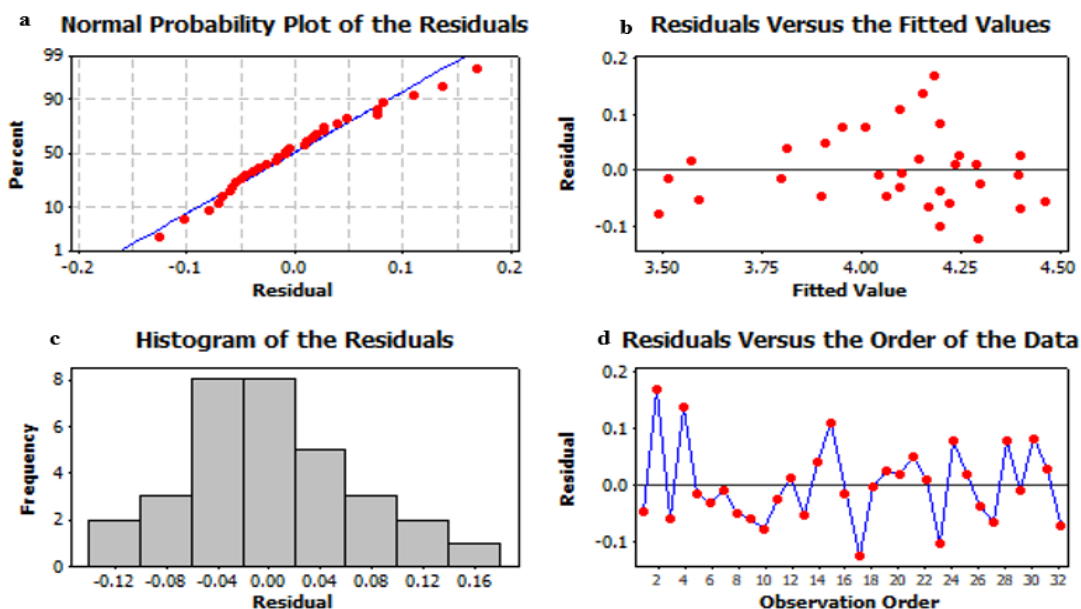 a Normal Probability Plot of the Residuals
99
90
50
10
1
Percent
-0.2 -0.1 0.0 0.1 0.2
Residual
b Residuals Versus the Fitted Values
0.2
0.1
0.0
-0.1
Residual
3.50 3.75 4.00 4.25 4.50
Fitted Value
c Histogram of the Residuals
8
6
4
2
0
Frequency
-0.12 -0.08 -0.04 0.00 0.04 0.08 0.12 0.16
Residual
d Residuals Versus the Order of the Data
0.2
0.1
0.0
-0.1
Residual
2 4 6 8 10 12 14 16 18 20 22 24 26 28 30 32
Observation Order